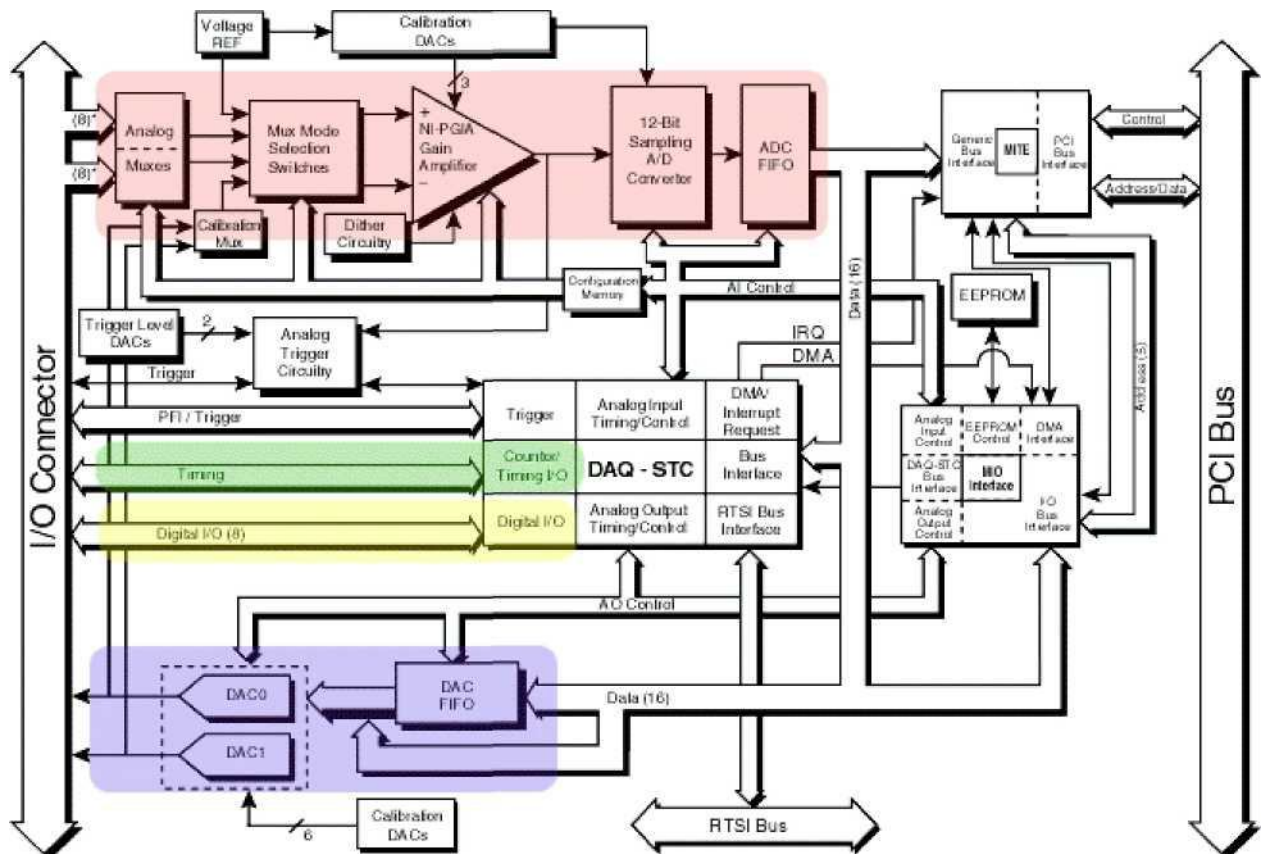 Voltage
REF
Calibration
DACs
3
(8)*
(8)*
Analog
Muxes
Mux Mode
Selection
Switches
+
NI-PGIA
Gain
Amplifier
−
12-Bit
Sampling
A/D
Converter
ADC
FIFO
Calibration
Mux
Dither
Circuitry
Generic
Bus
Interface
MITE
PCI
Bus
Interface
Control
Address/Data
Configuration
Memory
AI Control
Data (16)
EEPROM
Address (5)
IRQ
DMA
Trigger Level
DACs
2
Analog
Trigger
Circuitry
Trigger
PFI / Trigger
Timing
Digital I/O (8)
Trigger
Analog Input
Timing/Control
DMA/
Interrupt
Request
Counter/
Timing I/O
DAQ - STC
Bus
Interface
Digital I/O
Analog Output
Timing/Control
RTSI Bus
Interface
Analog
Input
Control
EEPROM
Control
DMA
Interface
DAQ-STC
Bus
Interface
MIO
Interface
Analog
Output
Control
I/O
Bus
Interface
I/O Connector
PCI Bus
AO Control
DAC0
DAC1
DAC
FIFO
Data (16)
6
Calibration
DACs
RTSI Bus